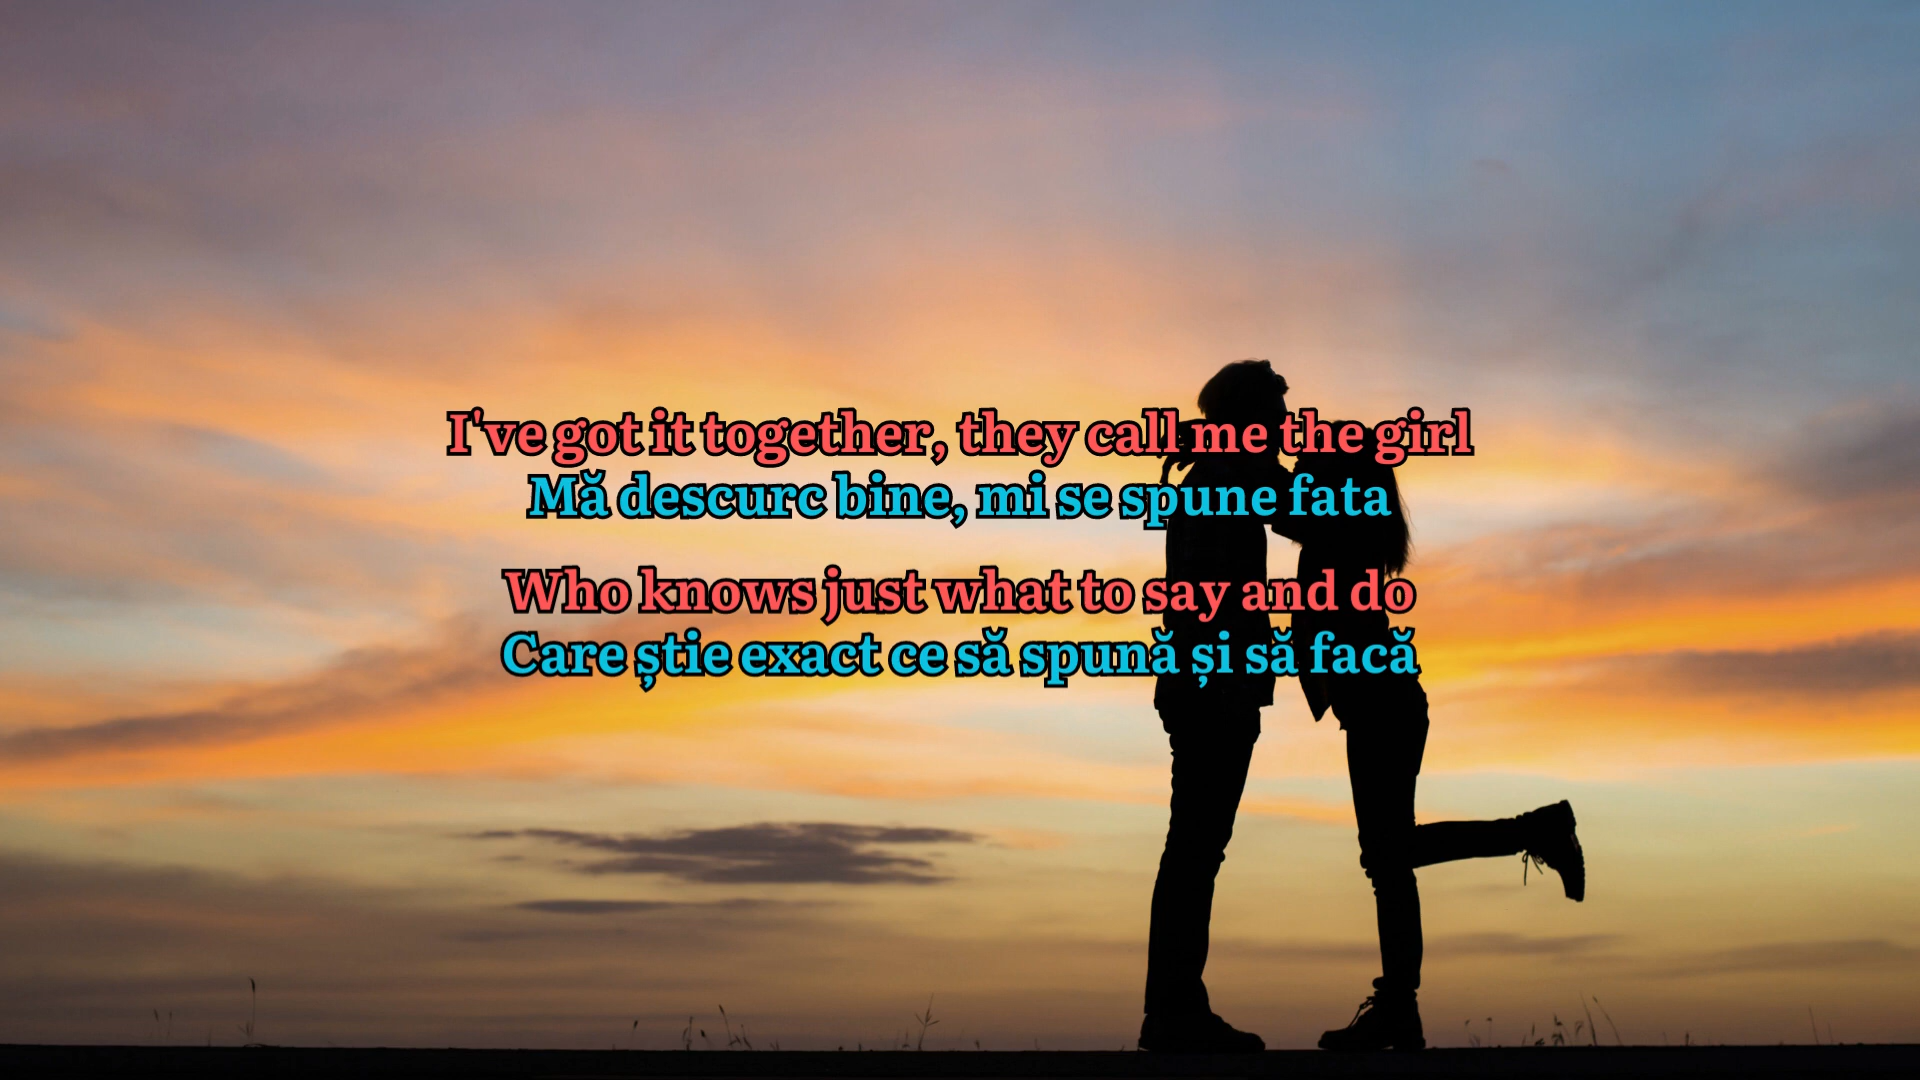 I've got it together, they call me the girl
Mă descurc bine, mi se spune fata
Who knows just what to say and do
Care știe exact ce să spună și să facă